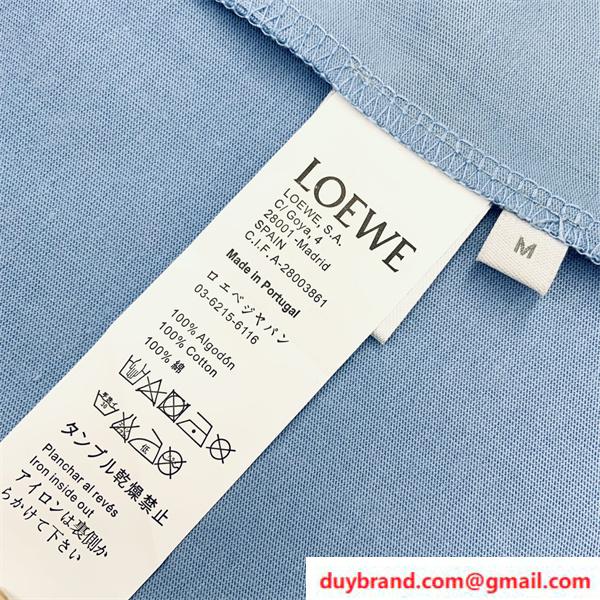 LOEWE
LOEWE, S.A.
C/ Goya, 4
28001 -Madrid
SPAIN
C.I.F. A-28003861
Made in Portugal
ロエベジャパン
03-6215-6116
100% Algodón
100% Cotton
100% 綿
タンブル乾燥禁止
Planchar al revés
Iron inside out
アイロンは裏側か
らかけて下さい
M
duybrand.com@gmail.com